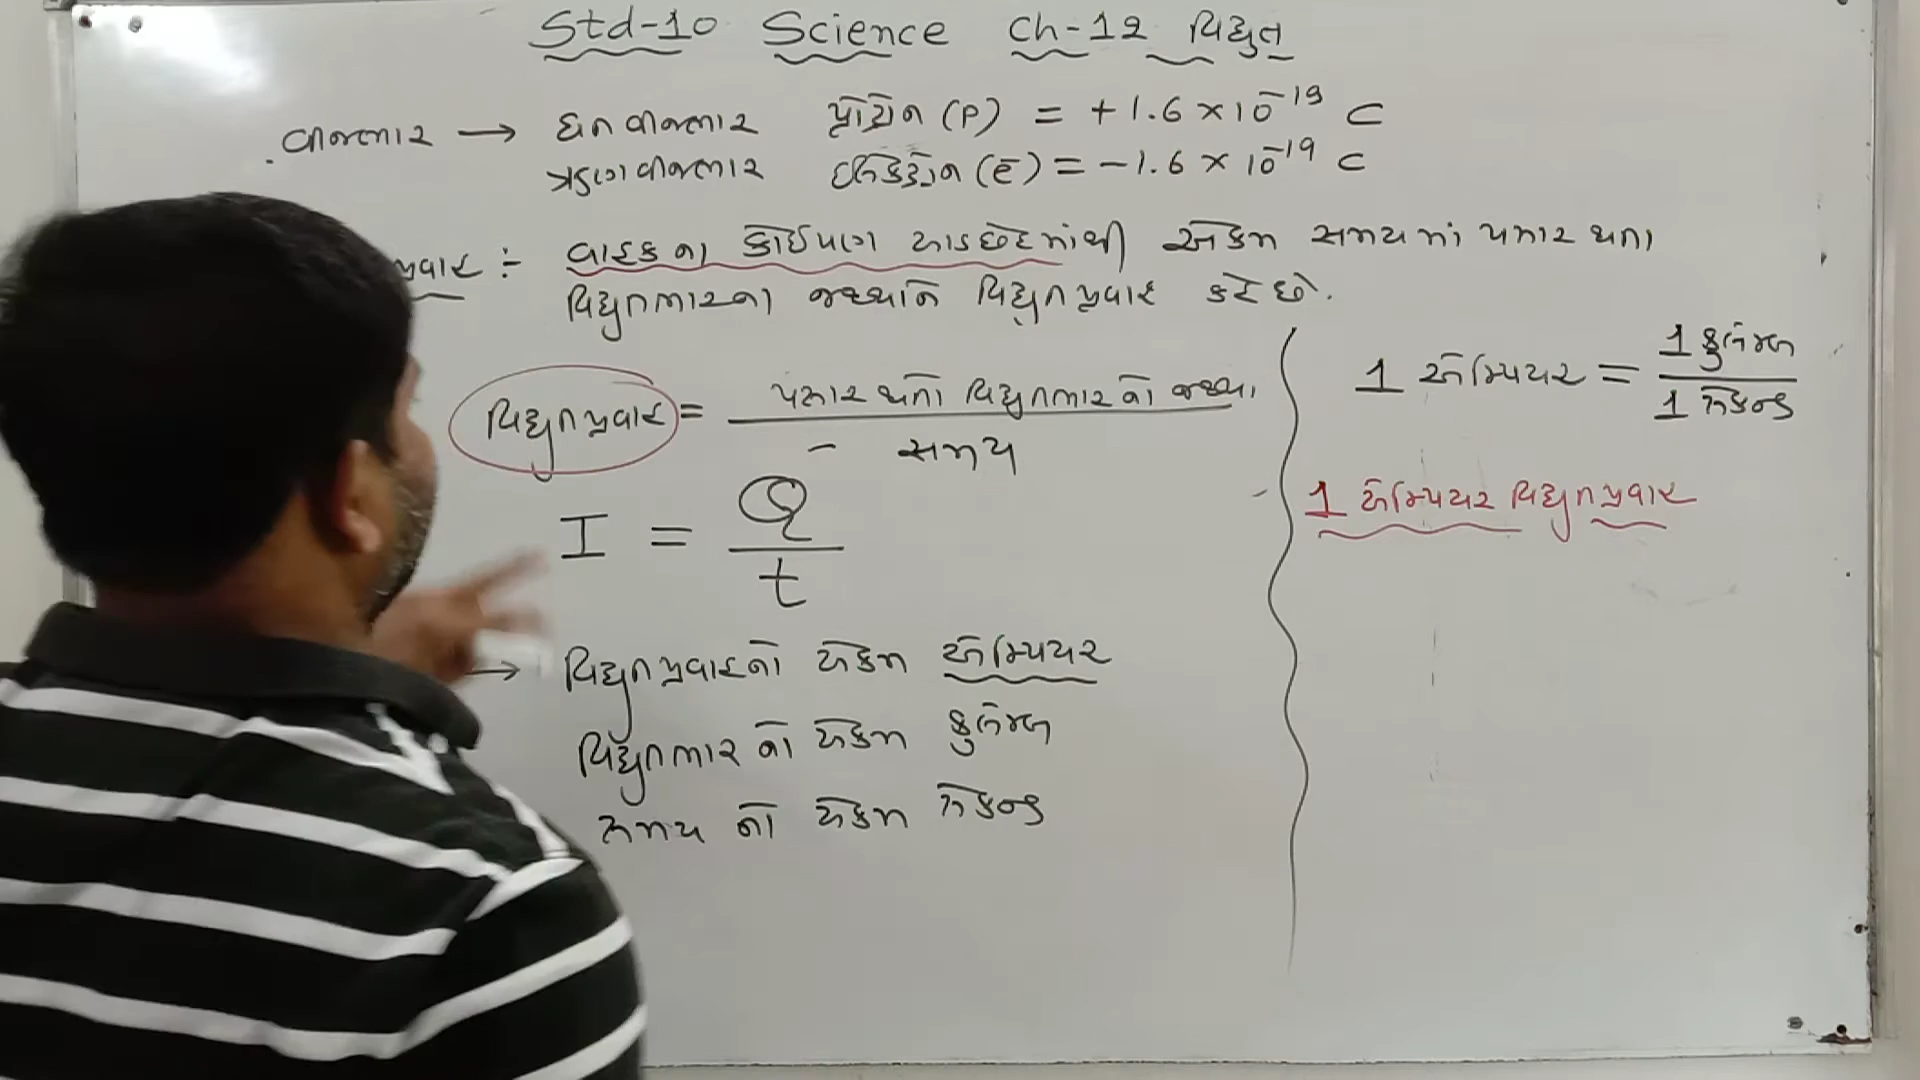 Std-10 Science Ch-12 વિદ્યુત
વીજભાર → ધન વીજભાર પ્રોટોન (P) = +1.6 × 10⁻¹⁹ C
ઋણ વીજભાર ઈલેક્ટ્રોન (e⁻) = -1.6 × 10⁻¹⁹ C
પ્રવાહ :- વાહકના કોઈપણ આડછેદમાંથી એકમ સમયમાં પસાર થતા
વિદ્યુતભારના જથ્થાને વિદ્યુતપ્રવાહ કહે છે.
વિદ્યુતપ્રવાહ = પસાર થતો વિદ્યુતભારનો જથ્થો
સમય
I = Q
t
→ વિદ્યુતપ્રવાહનો એકમ એમ્પિયર
વિદ્યુતભારનો એકમ કુલંબ
સમયનો એકમ સેકન્ડ
1 એમ્પિયર = 1 કુલંબ
1 સેકન્ડ
1 એમ્પિયર વિદ્યુતપ્રવાહ